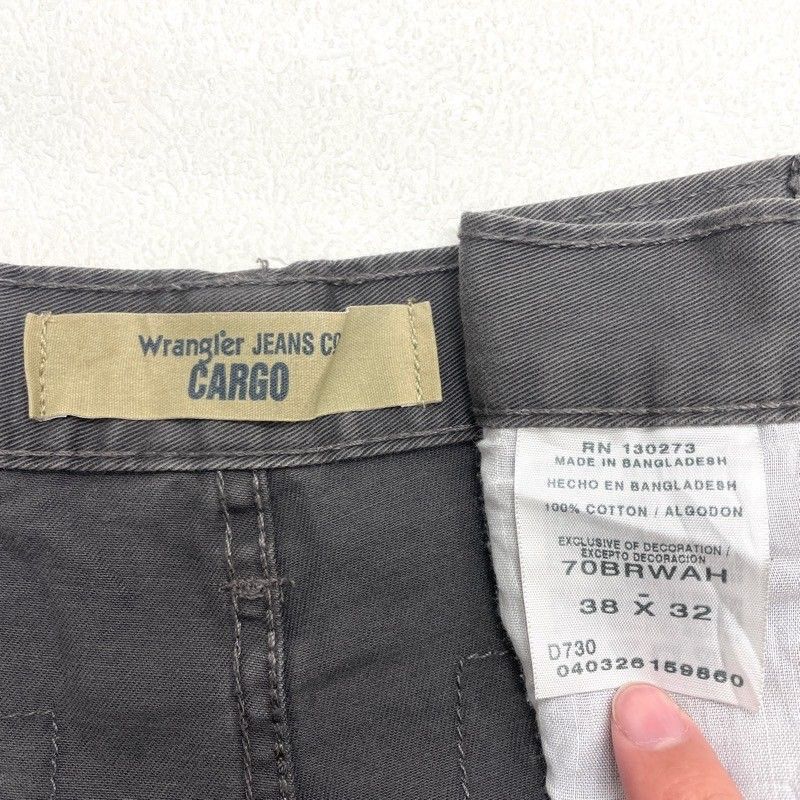 Wrangler JEANS CO
CARGO
RN 130273
MADE IN BANGLADESH
HECHO EN BANGLADESH
100% COTTON / ALGODON
EXCLUSIVE OF DECORATION /
EXCEPTO DECORACION
70BRWAH
-
38 X 32
D730
040326159860